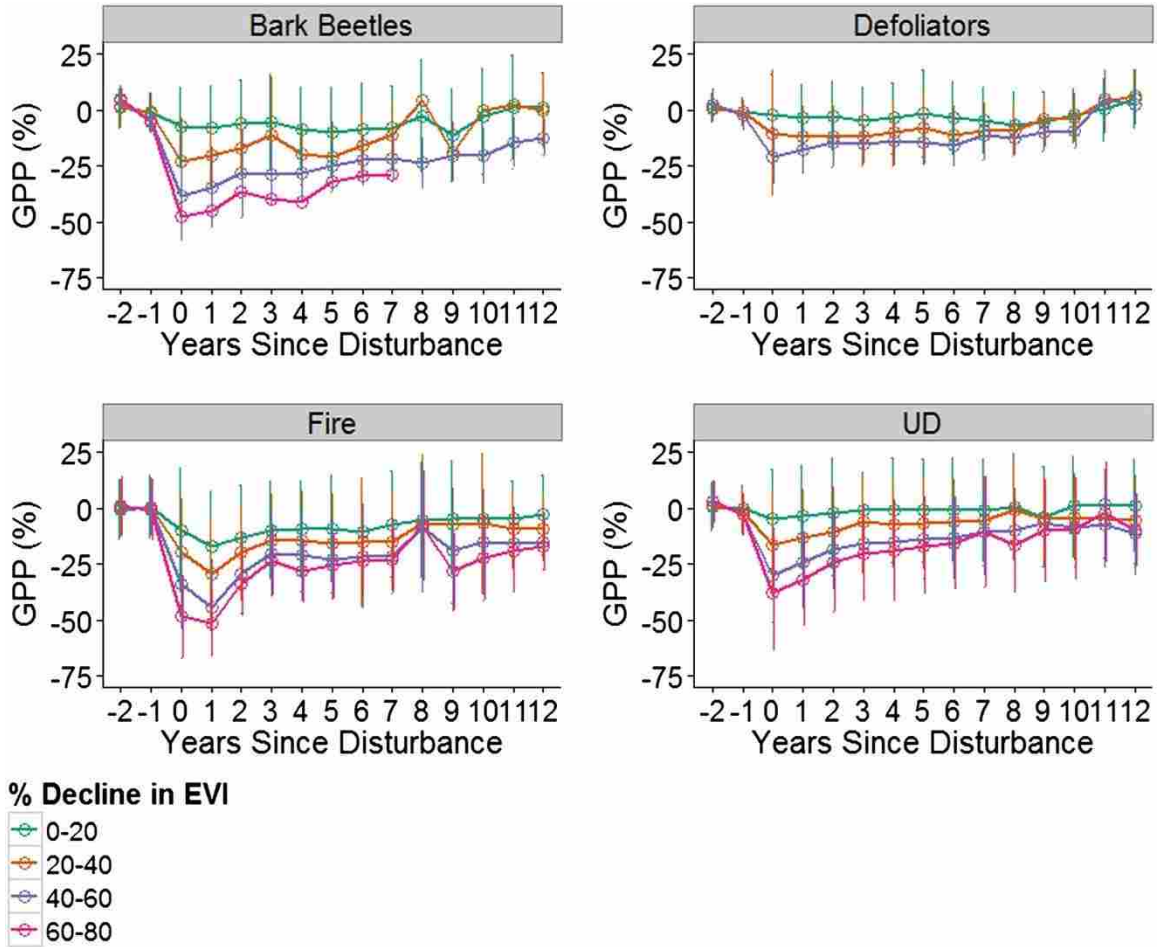 Bark Beetles
25
0
-25
-50
-75
GPP (%)
-2 -1 0 1 2 3 4 5 6 7 8 9 10 11 12
Years Since Disturbance
Defoliators
25
0
-25
-50
-75
GPP (%)
-2 -1 0 1 2 3 4 5 6 7 8 9 10 11 12
Years Since Disturbance
Fire
25
0
-25
-50
-75
GPP (%)
-2 -1 0 1 2 3 4 5 6 7 8 9 10 11 12
Years Since Disturbance
UD
25
0
-25
-50
-75
GPP (%)
-2 -1 0 1 2 3 4 5 6 7 8 9 10 11 12
Years Since Disturbance
% Decline in EVI
0-20
20-40
40-60
60-80